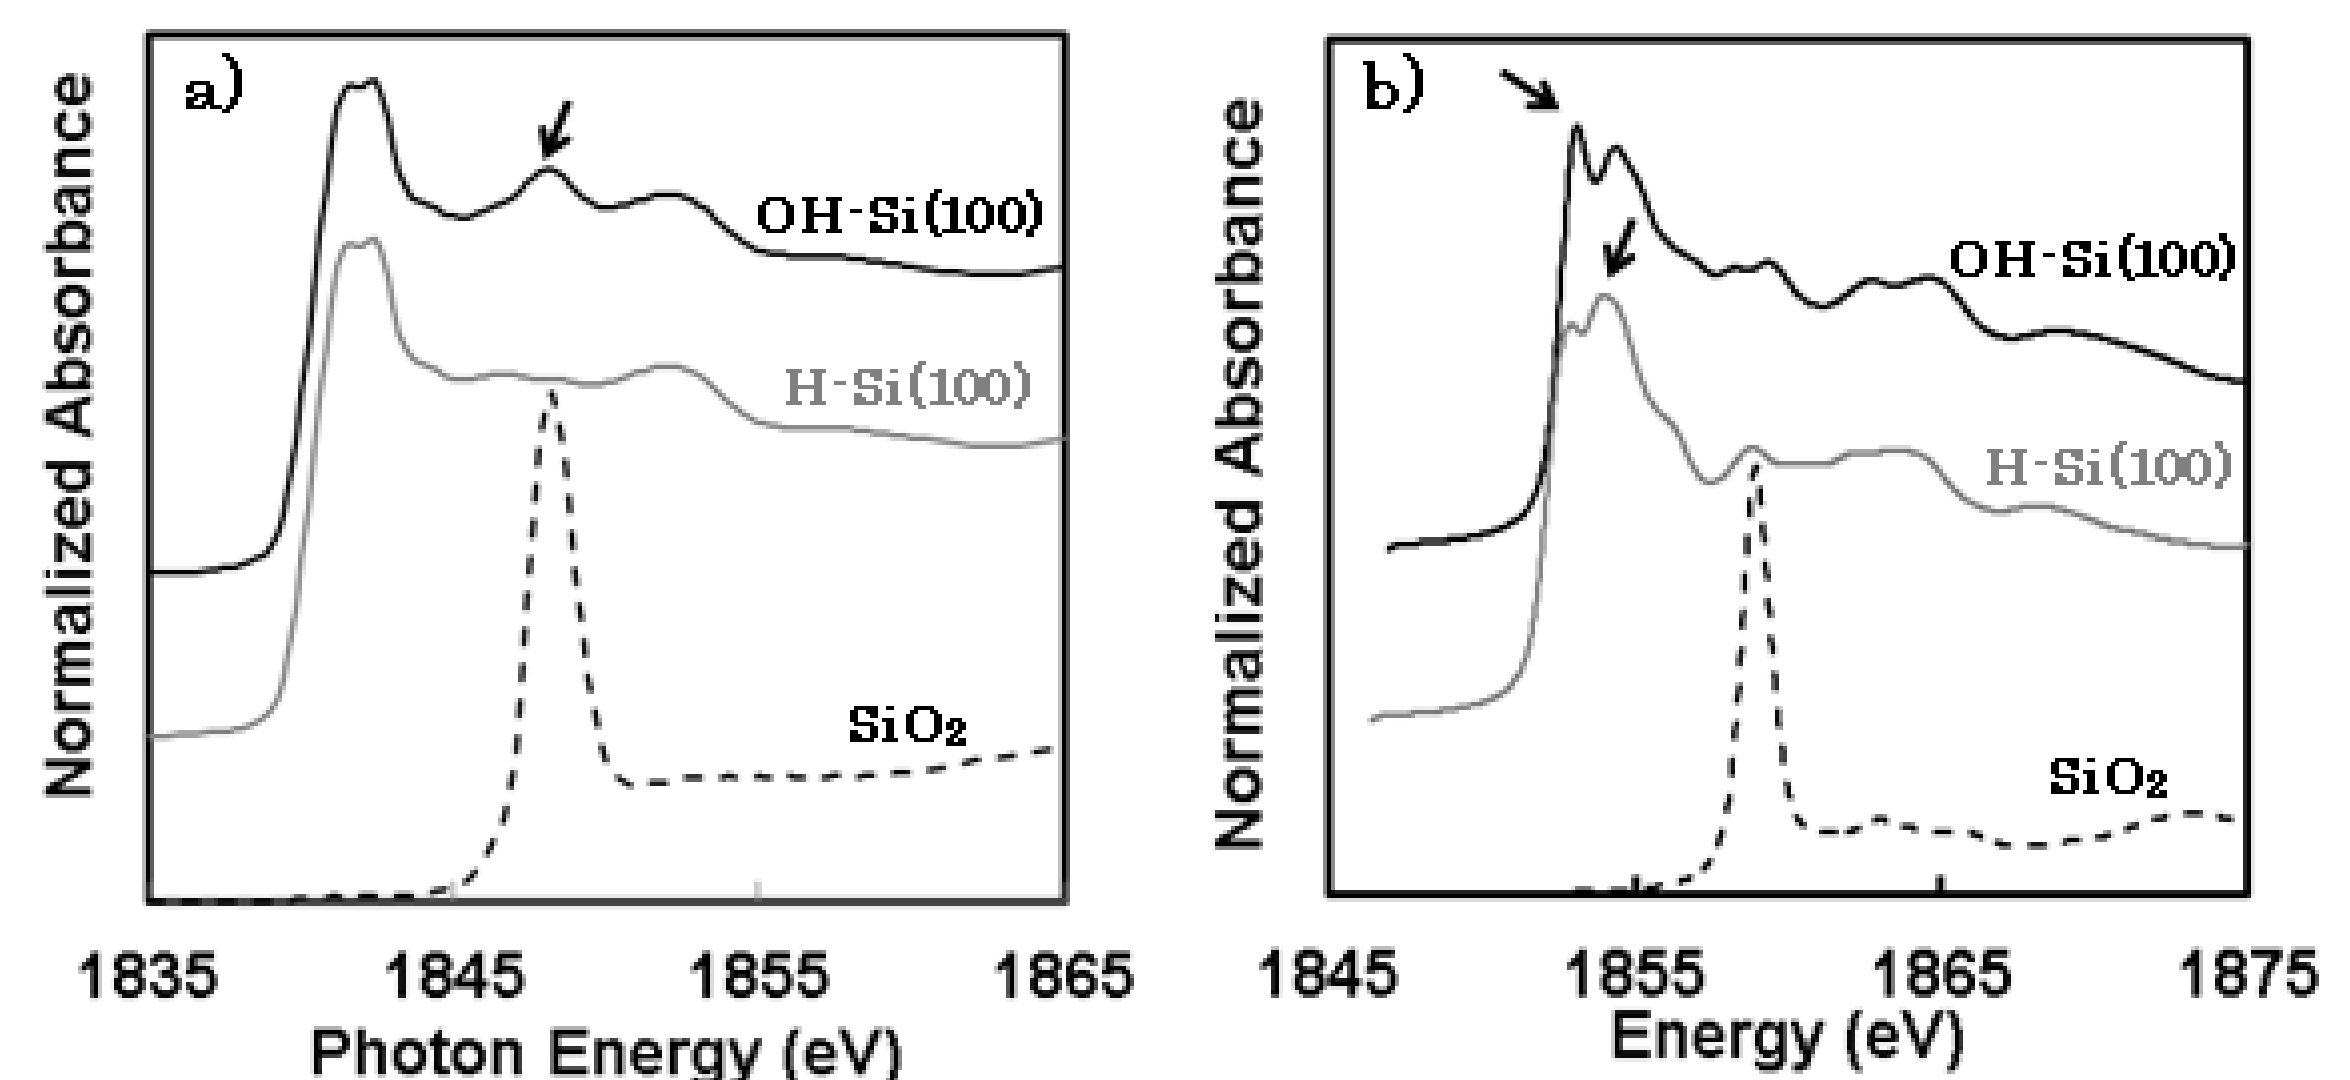 a)
Normalized Absorbance
OH-Si(100)
H-Si(100)
SiO₂
1835 1845 1855 1865
Photon Energy (eV)
b)
Normalized Absorbance
OH-Si(100)
H-Si(100)
SiO₂
1845 1855 1865 1875
Energy (eV)